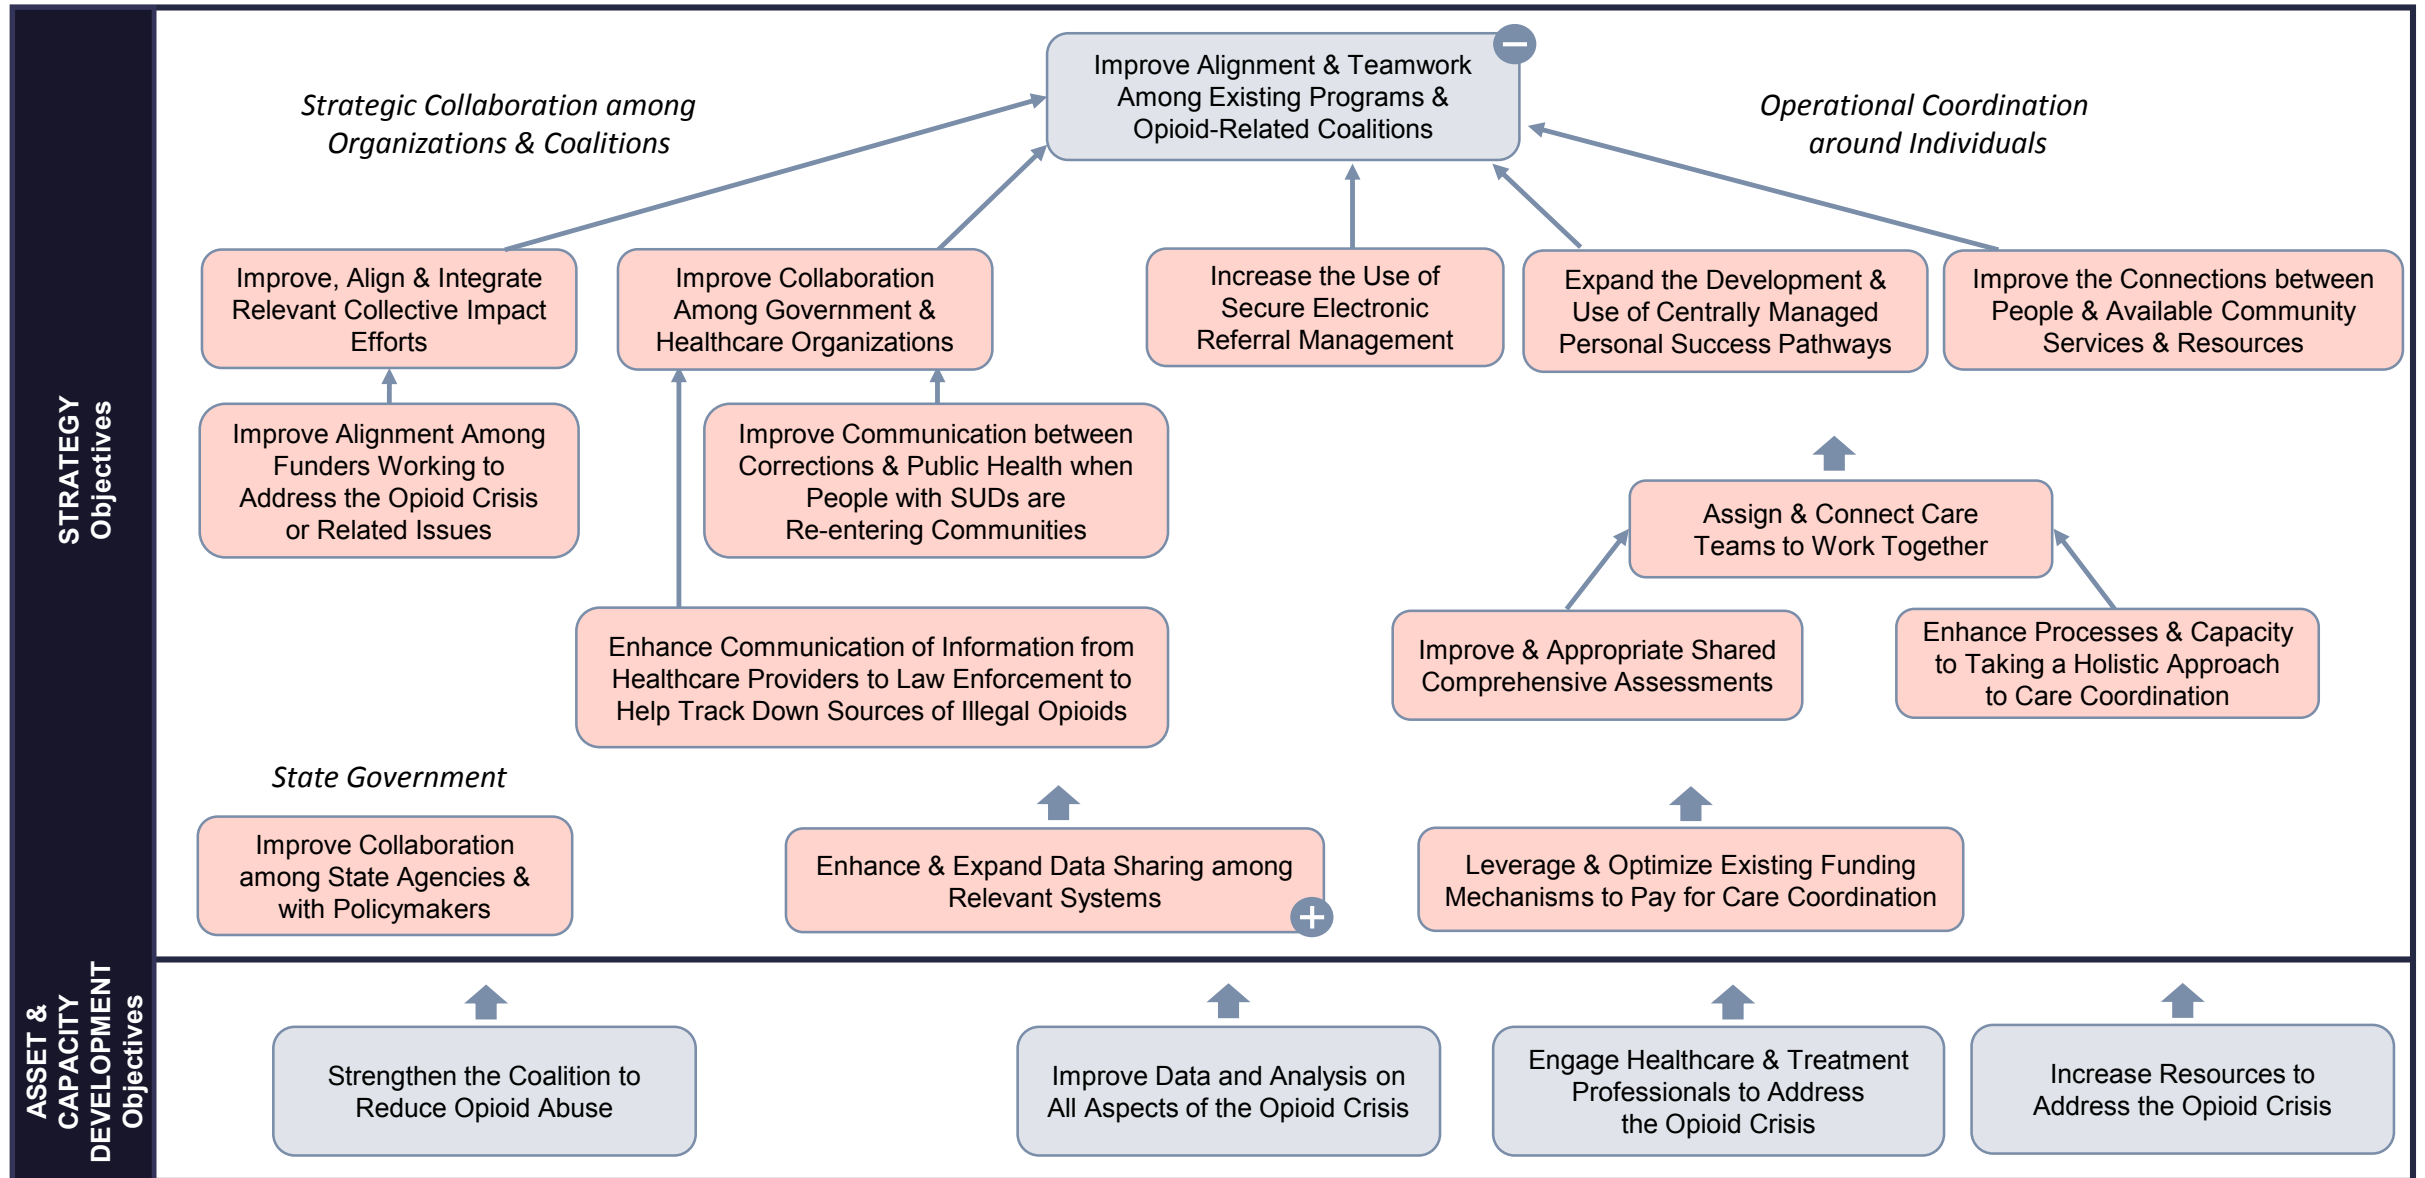 STRATEGY
Objectives
Strategic Collaboration among
Organizations & Coalitions
Improve Alignment & Teamwork
Among Existing Programs &
Opioid-Related Coalitions
Operational Coordination
around Individuals
Improve, Align & Integrate
Relevant Collective Impact
Efforts
Improve Collaboration
Among Government &
Healthcare Organizations
Increase the Use of
Secure Electronic
Referral Management
Expand the Development &
Use of Centrally Managed
Personal Success Pathways
Improve the Connections between
People & Available Community
Services & Resources
Improve Alignment Among
Funders Working to
Address the Opioid Crisis
or Related Issues
Improve Communication between
Corrections & Public Health when
People with SUDs are
Re-entering Communities
Assign & Connect Care
Teams to Work Together
Enhance Communication of Information from
Healthcare Providers to Law Enforcement to
Help Track Down Sources of Illegal Opioids
Improve & Appropriate Shared
Comprehensive Assessments
Enhance Processes & Capacity
to Taking a Holistic Approach
to Care Coordination
State Government
Improve Collaboration
among State Agencies &
with Policymakers
Enhance & Expand Data Sharing among
Relevant Systems
Leverage & Optimize Existing Funding
Mechanisms to Pay for Care Coordination
ASSET &
CAPACITY
DEVELOPMENT
Objectives
Strengthen the Coalition to
Reduce Opioid Abuse
Improve Data and Analysis on
All Aspects of the Opioid Crisis
Engage Healthcare & Treatment
Professionals to Address
the Opioid Crisis
Increase Resources to
Address the Opioid Crisis